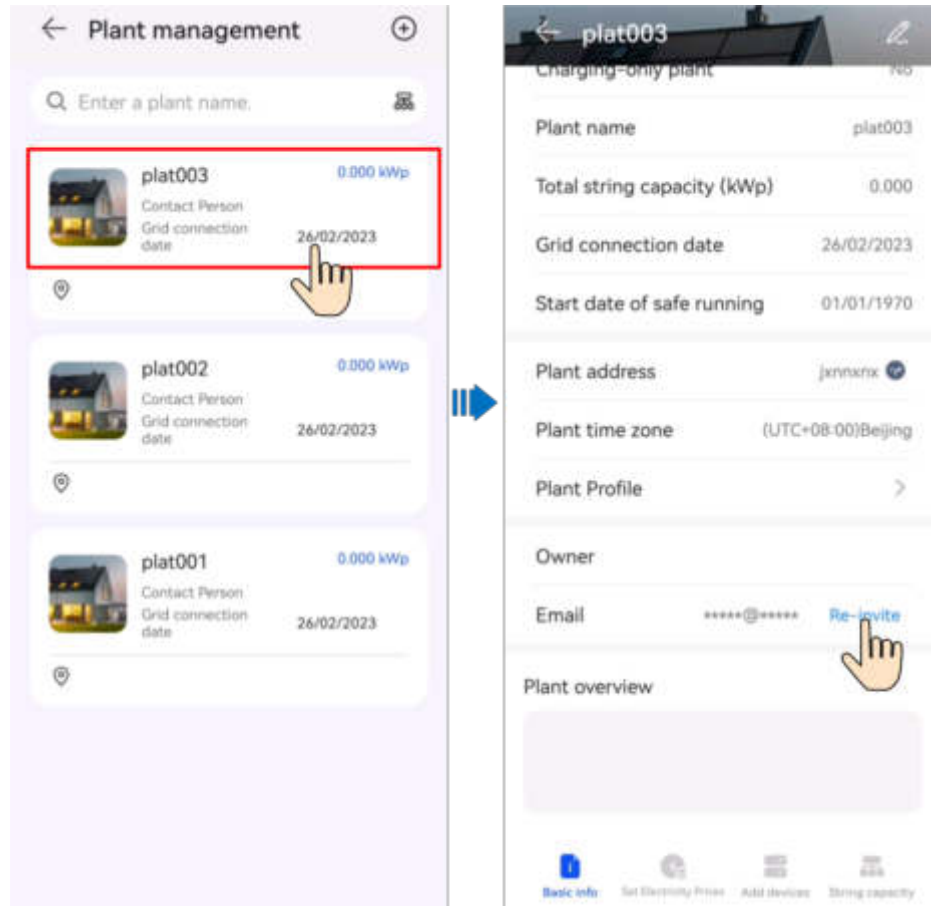 Plant management
Enter a plant name.
plat003
0.000 kWp
Contact Person
Grid connection
date
26/02/2023
plat002
0.000 kWp
Contact Person
Grid connection
date
26/02/2023
plat001
0.000 kWp
Contact Person
Grid connection
date
26/02/2023
plat003
Charging-only plant
No
Plant name
plat003
Total string capacity (kWp)
0.000
Grid connection date
26/02/2023
Start date of safe running
01/01/1970
Plant address
jxnnxnx
Plant time zone
(UTC+08:00)Beijing
Plant Profile
Owner
Email
*****@*****
Re-invite
Plant overview
Basic info
Set Electricity Prices
Add devices
String capacity